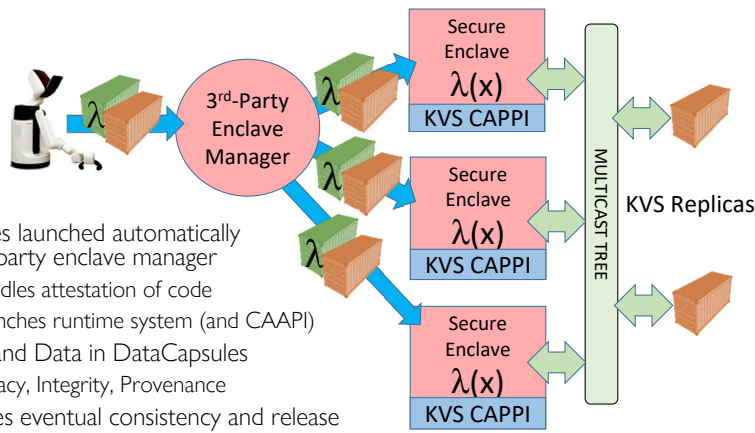 Secure
Enclave
λ(x)
KVS CAPPI
λ
3rd-Party
Enclave
Manager
λ
λ
λ
Secure
Enclave
λ(x)
KVS CAPPI
MULTICAST TREE
KVS Replicas
Secure
Enclave
λ(x)
KVS CAPPI
es launched automatically
party enclave manager
dles attestation of code
nches runtime system (and CAAPI)
and Data in DataCapsules
acy, Integrity, Provenance
es eventual consistency and release